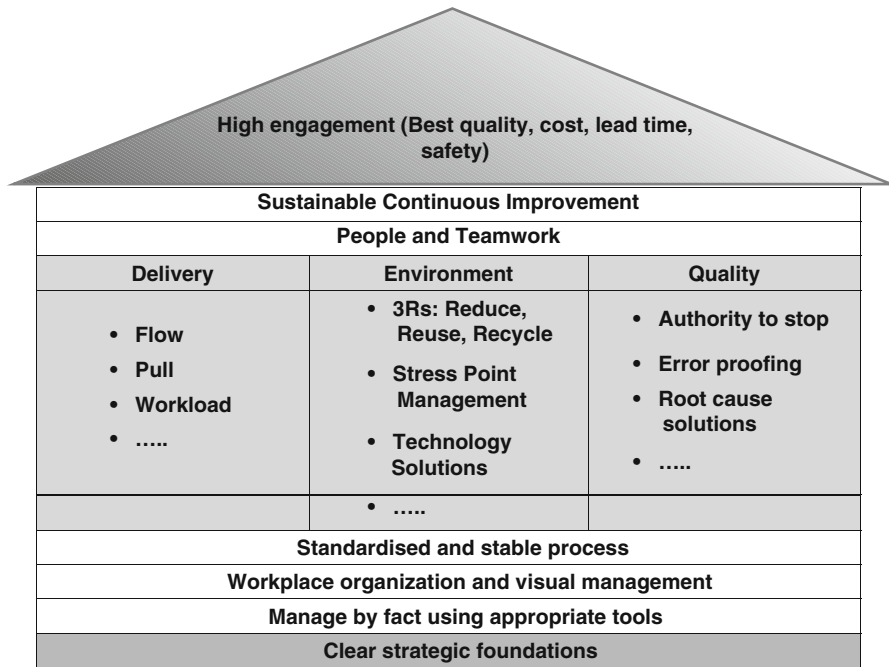 High engagement (Best quality, cost, lead time,
safety)
Sustainable Continuous Improvement
People and Teamwork
Delivery
• Flow
• Pull
• Workload
• .....
Environment
• 3Rs: Reduce,
Reuse, Recycle
• Stress Point
Management
• Technology
Solutions
• .....
Quality
• Authority to stop
• Error proofing
• Root cause
solutions
• .....
Standardised and stable process
Workplace organization and visual management
Manage by fact using appropriate tools
Clear strategic foundations